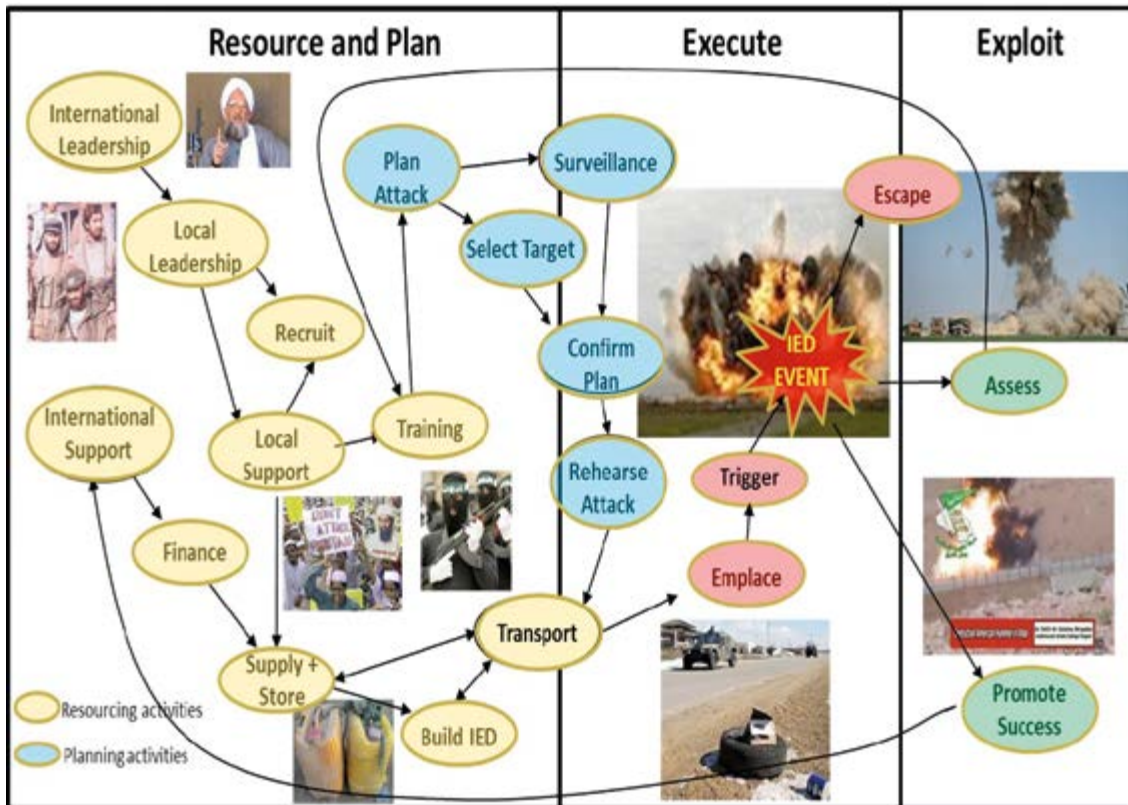 Resource and Plan
Execute
Exploit
International
Leadership
Local
Leadership
Recruit
International
Support
Local
Support
Training
Finance
Supply +
Store
Build IED
Transport
Plan
Attack
Surveillance
Select Target
Confirm
Plan
Rehearse
Attack
Escape
IED
EVENT
Trigger
Emplace
Assess
Promote
Success
DON'T
ATTACK
Resourcing activities
Planning activities